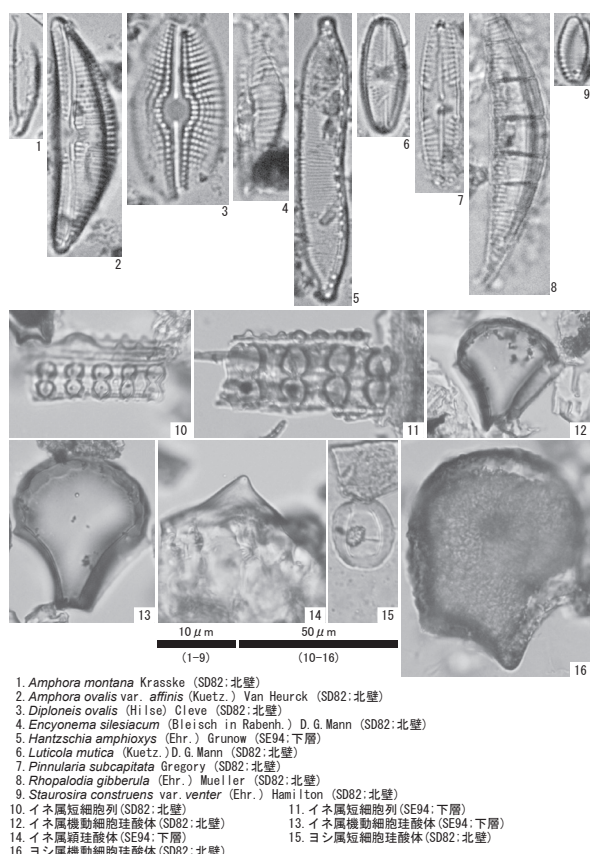 1
2
3
4
5
6
7
8
9
10
11
12
13
14
15
16
10μm
50μm
(1-9)
(10-16)
1. Amphora montana Krasske (SD82;北壁)
2. Amphora ovalis var. affinis (Kuetz.) Van Heurck (SD82;北壁)
3. Diploneis ovalis (Hilse) Cleve (SD82;北壁)
4. Encyonema silesiacum (Bleisch in Rabenh.) D.G.Mann (SD82;北壁)
5. Hantzschia amphioxys (Ehr.) Grunow (SE94;下層)
6. Luticola mutica (Kuetz.)D.G.Mann (SD82;北壁)
7. Pinnularia subcapitata Gregory (SD82;北壁)
8. Rhopalodia gibberula (Ehr.) Mueller (SD82;北壁)
9. Staurosira construens var. venter (Ehr.) Hamilton (SD82;北壁)
10. イネ属短細胞列(SD82;北壁) 11. イネ属短細胞列(SE94;下層)
12. イネ属機動細胞珪酸体(SD82;北壁) 13. イネ属機動細胞珪酸体(SE94;下層)
14. イネ属穎珪酸体(SE94;下層) 15. ヨシ属短細胞珪酸体(SD82;北壁)
16. ヨシ属機動細胞珪酸体(SD82;北壁)